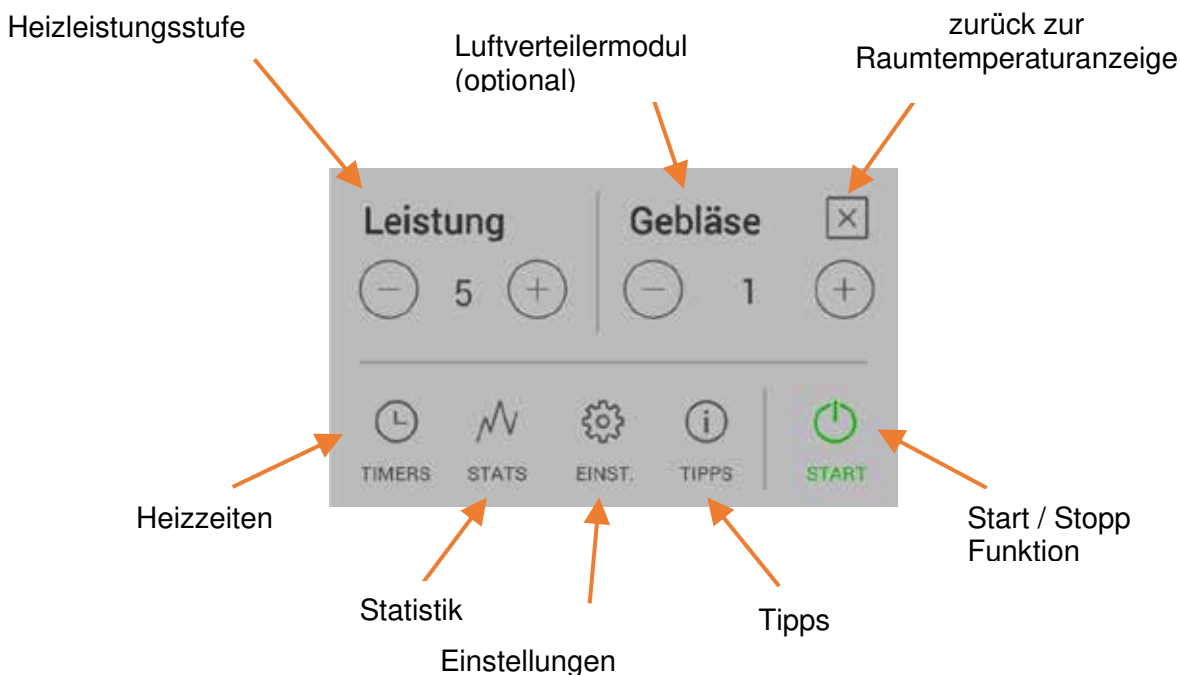 zurück zur
Heizleistungsstufe
Raumtemperaturanzeige
Luftverteilermodul
(optional)
Leistung
Gebläse
5
1
TIMERS
STATS
EINST.
TIPPS
START
Heizzeiten
Start / Stopp
Funktion
Statistik
Tipps
Einstellungen